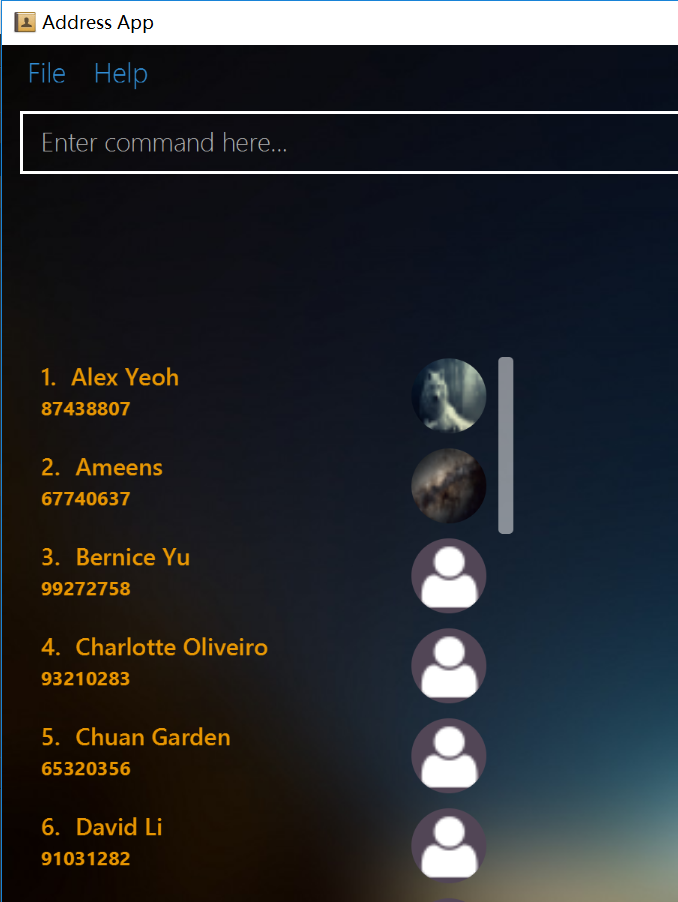 Address App
File Help
Enter command here...
1. Alex Yeoh
87438807
2. Ameens
67740637
3. Bernice Yu
99272758
4. Charlotte Oliveiro
93210283
5. Chuan Garden
65320356
6. David Li
91031282